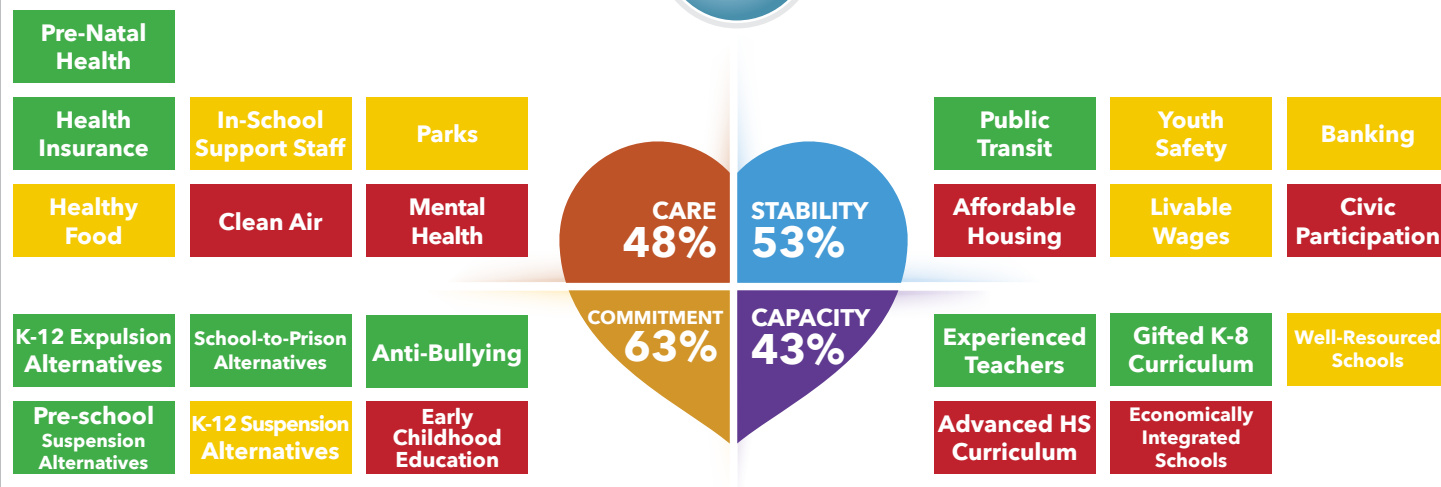 Pre-Natal
Health
Health
Insurance
In-School
Support Staff
Parks
Healthy
Food
Clean Air
Mental
Health
CARE
48%
STABILITY
53%
Public
Transit
Youth
Safety
Banking
Affordable
Housing
Livable
Wages
Civic
Participation
K-12 Expulsion
Alternatives
School-to-Prison
Alternatives
Anti-Bullying
Pre-school
Suspension
Alternatives
K-12 Suspension
Alternatives
Early
Childhood
Education
COMMITMENT
63%
CAPACITY
43%
Experienced
Teachers
Gifted K-8
Curriculum
Well-Resourced
Schools
Advanced HS
Curriculum
Economically
Integrated
Schools